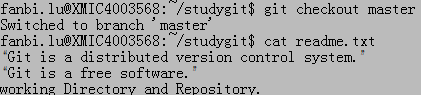 fanbi.lu@XMIC4003568:~/studygit$ git checkout master
Switched to branch 'master'
fanbi.lu@XMIC4003568:~/studygit$ cat readme.txt
“Git is a distributed version control system.”
“Git is a free software.”
working Directory and Repository.